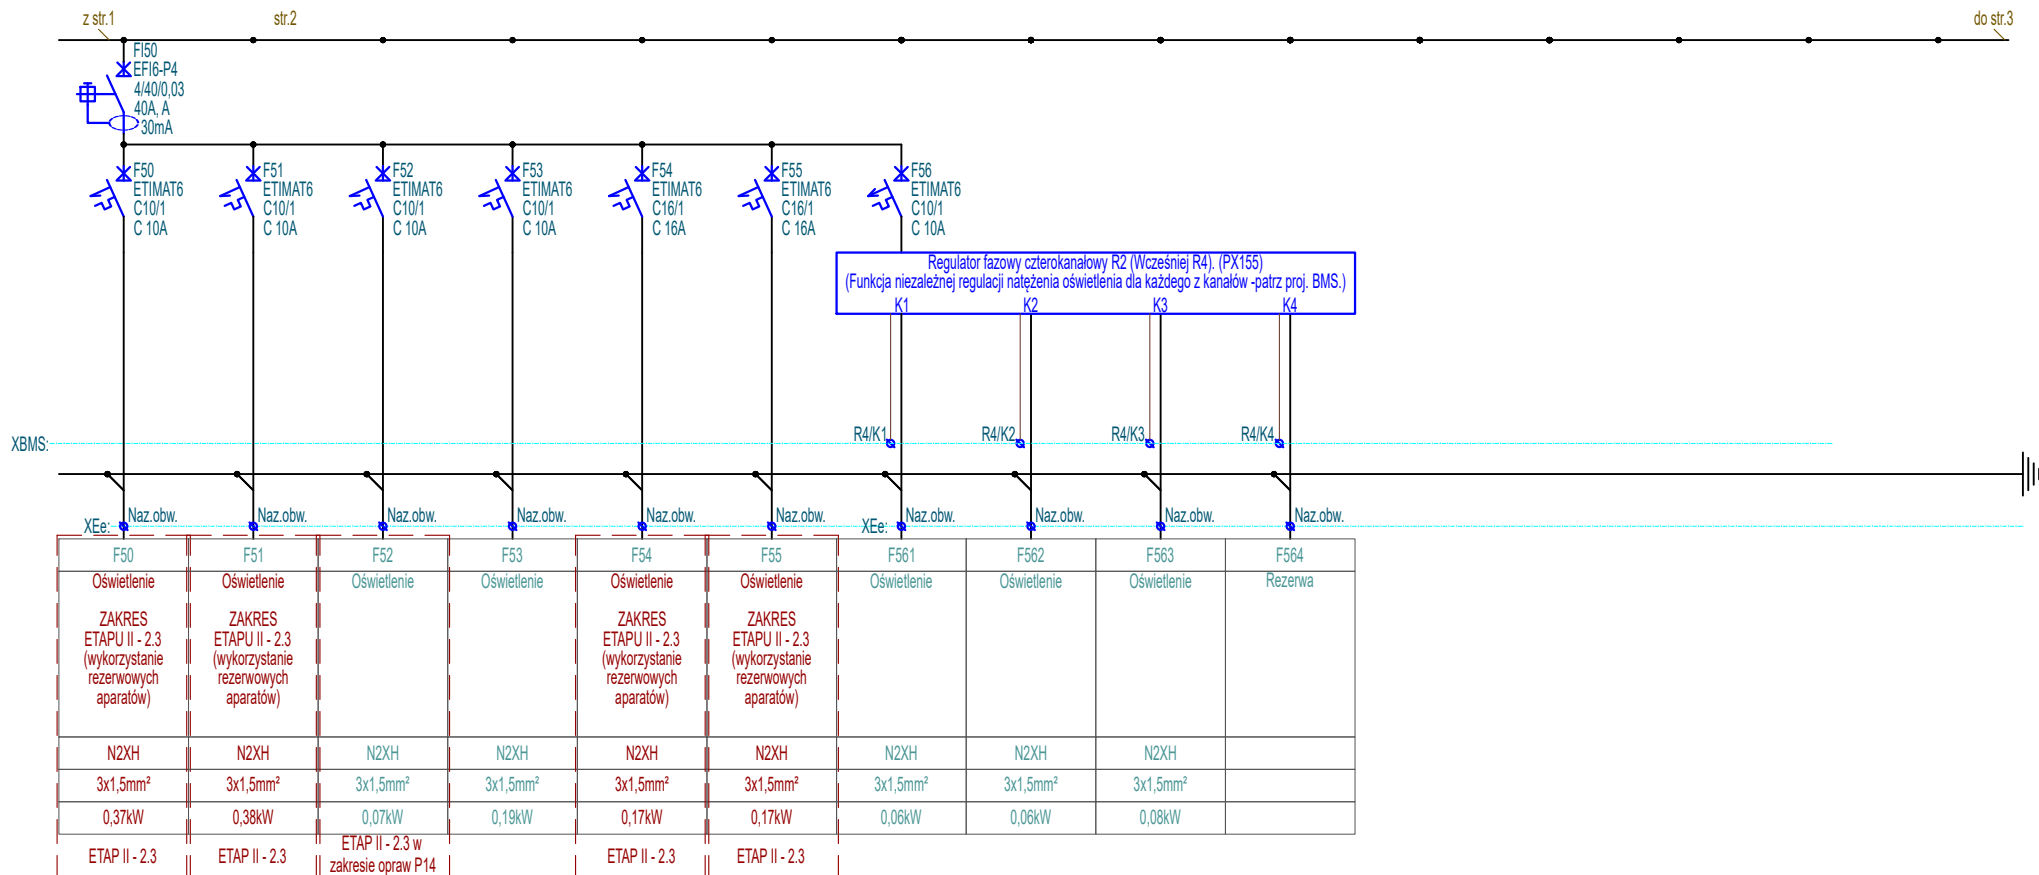 z str.1
str.2
do str.3
FI50
EFI6-P4
4/40/0,03
40A, A
30mA
F50
ETIMAT6
C10/1
C 10A
F51
ETIMAT6
C10/1
C 10A
F52
ETIMAT6
C10/1
C 10A
F53
ETIMAT6
C10/1
C 10A
F54
ETIMAT6
C16/1
C 16A
F55
ETIMAT6
C16/1
C 16A
F56
ETIMAT6
C10/1
C 10A
Regulator fazowy czterokanałowy R2 (Wcześniej R4). (PX155)
(Funkcja niezależnej regulacji natężenia oświetlenia dla każdego z kanałów -patrz proj. BMS.)
K1
K2
K3
K4
R4/K1
R4/K2
R4/K3
R4/K4
XBMS:
XEe:
Naz.obw.
Naz.obw.
Naz.obw.
Naz.obw.
Naz.obw.
Naz.obw.
XEe:
Naz.obw.
Naz.obw.
Naz.obw.
Naz.obw.
F50
F51
F52
F53
F54
F55
F561
F562
F563
F564
Oświetlenie
ZAKRES
ETAPU II - 2.3
(wykorzystanie
rezerwowych
aparatów)
Oświetlenie
ZAKRES
ETAPU II - 2.3
(wykorzystanie
rezerwowych
aparatów)
Oświetlenie
Oświetlenie
Oświetlenie
ZAKRES
ETAPU II - 2.3
(wykorzystanie
rezerwowych
aparatów)
Oświetlenie
ZAKRES
ETAPU II - 2.3
(wykorzystanie
rezerwowych
aparatów)
Oświetlenie
Oświetlenie
Oświetlenie
Rezerwa
N2XH
N2XH
N2XH
N2XH
N2XH
N2XH
N2XH
N2XH
N2XH
3x1,5mm²
3x1,5mm²
3x1,5mm²
3x1,5mm²
3x1,5mm²
3x1,5mm²
3x1,5mm²
3x1,5mm²
3x1,5mm²
0,37kW
0,38kW
0,07kW
0,19kW
0,17kW
0,17kW
0,06kW
0,06kW
0,08kW
ETAP II - 2.3
ETAP II - 2.3
ETAP II - 2.3 w
zakresie opraw P14
ETAP II - 2.3
ETAP II - 2.3